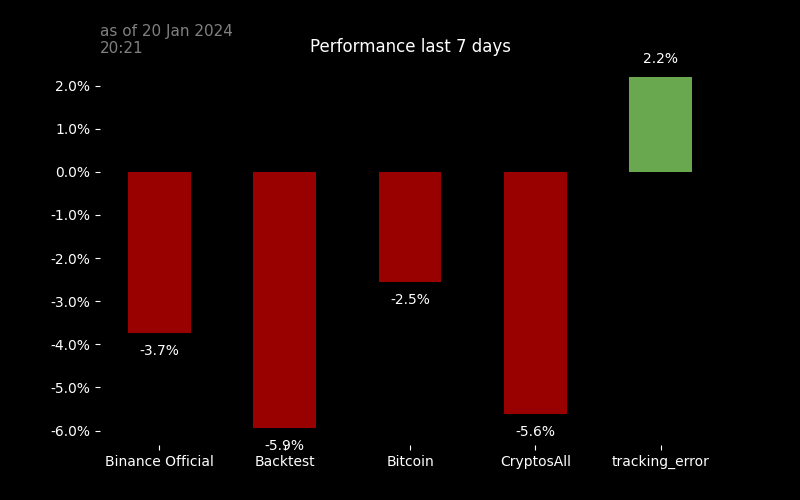 as of 20 Jan 2024
20:21
Performance last 7 days
2.2%
2.0%
1.0%
0.0%
-1.0%
-2.0%
-3.0%
-4.0%
-5.0%
-6.0%
-3.7%
-5.9%
-2.5%
-5.6%
Binance Official
Backtest
Bitcoin
CryptosAll
tracking_error